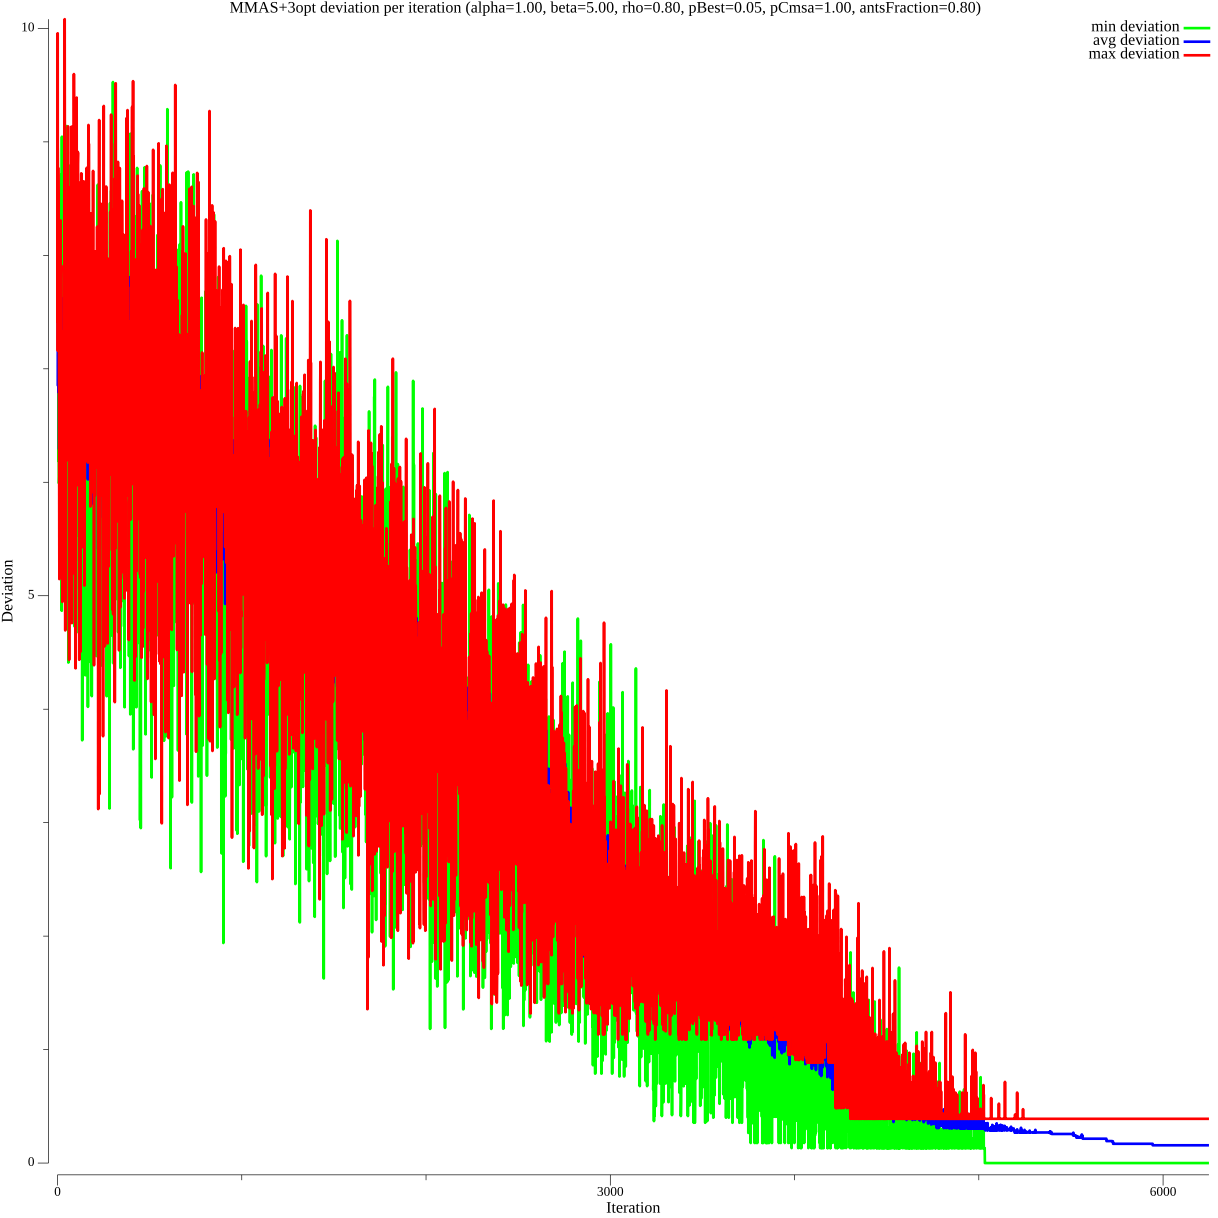 MMAS+3opt deviation per iteration (alpha=1.00, beta=5.00, rho=0.80, pBest=0.05, pCmsa=1.00, antsFraction=0.80)
min deviation
avg deviation
max deviation
10
5
0
Deviation
0
3000
6000
Iteration